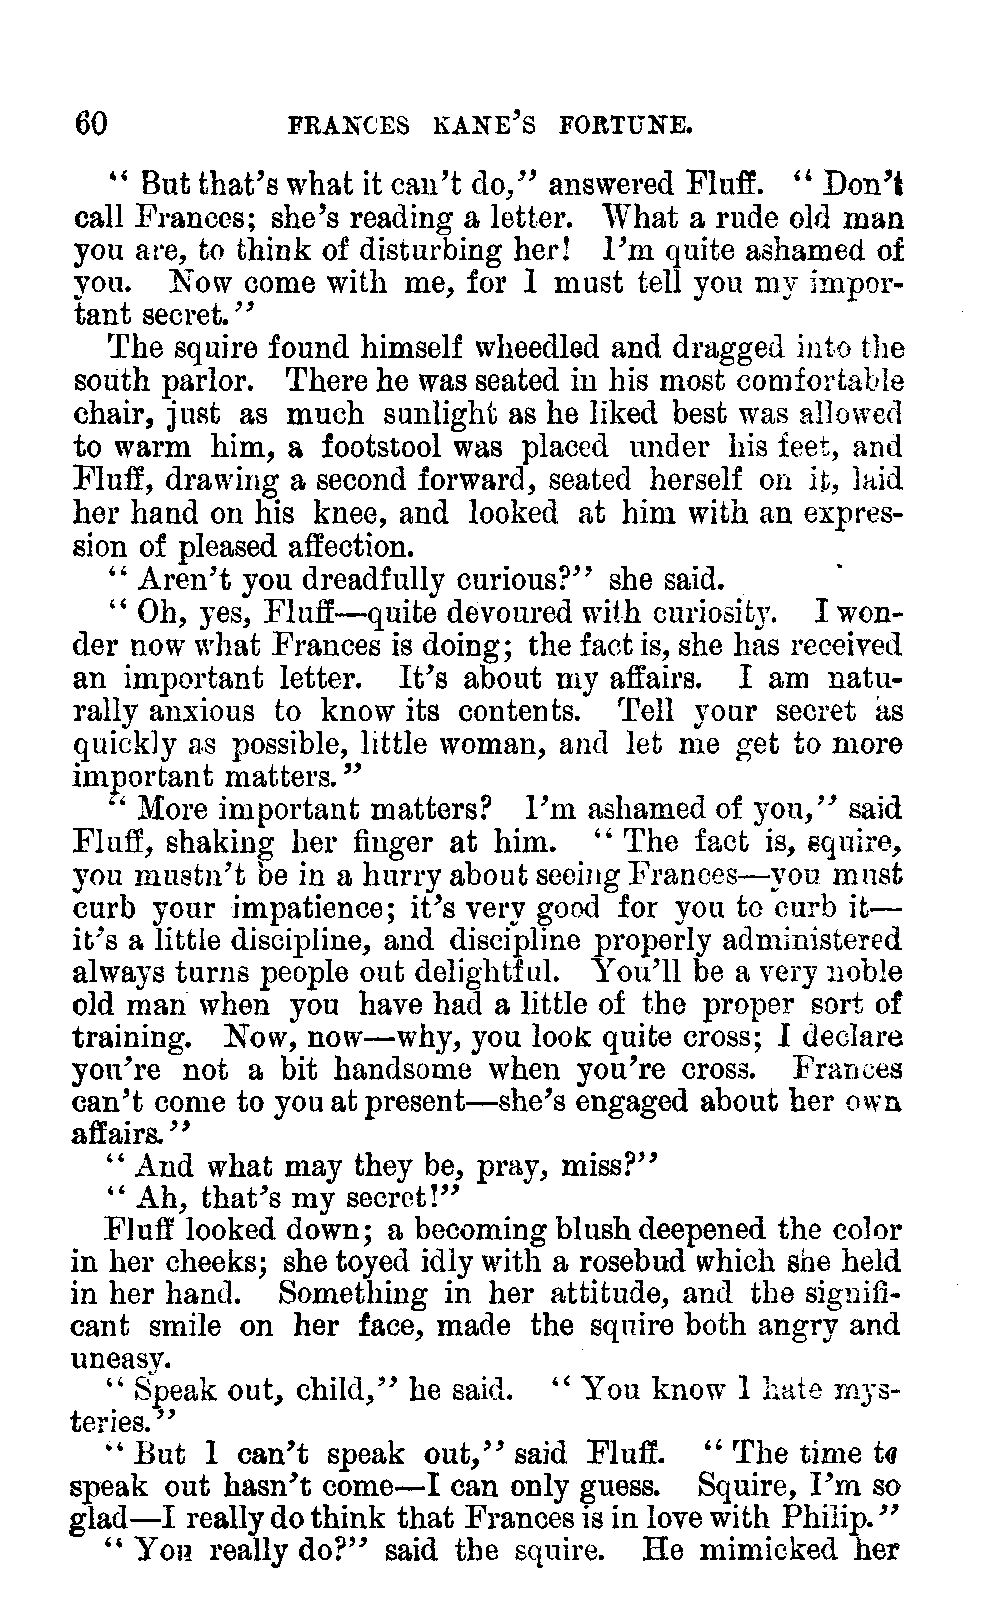 60 FRANCES KANE'S FORTUNE.
"But that's what it can't do," answered Fluff. "Don't
call Frances; she's reading a letter. What a rude old man
you are, to think of disturbing her! I'm quite ashamed of
you. Now come with me, for I must tell you my impor-
tant secret."
The squire found himself wheedled and dragged into the
south parlor. There he was seated in his most comfortable
chair, just as much sunlight as he liked best was allowed
to warm him, a footstool was placed under his feet, and
Fluff, drawing a second forward, seated herself on it, laid
her hand on his knee, and looked at him with an expres-
sion of pleased affection.
"Aren't you dreadfully curious?" she said.
"Oh, yes, Fluff—quite devoured with curiosity. I won-
der now what Frances is doing; the fact is, she has received
an important letter. It's about my affairs. I am natu-
rally anxious to know its contents. Tell your secret as
quickly as possible, little woman, and let me get to more
important matters."
"More important matters? I'm ashamed of you," said
Fluff, shaking her finger at him. "The fact is, squire,
you mustn't be in a hurry about seeing Frances—you must
curb your impatience; it's very good for you to curb it—
it's a little discipline, and discipline properly administered
always turns people out delightful. You'll be a very noble
old man when you have had a little of the proper sort of
training. Now, now—why, you look quite cross; I declare
you're not a bit handsome when you're cross. Frances
can't come to you at present—she's engaged about her own
affairs."
"And what may they be, pray, miss?"
"Ah, that's my secret!"
Fluff looked down; a becoming blush deepened the color
in her cheeks; she toyed idly with a rosebud which she held
in her hand. Something in her attitude, and the signifi-
cant smile on her face, made the squire both angry and
uneasy.
"Speak out, child," he said. "You know I hate mys-
teries."
"But I can't speak out," said Fluff. "The time to
speak out hasn't come—I can only guess. Squire, I'm so
glad—I really do think that Frances is in love with Philip."
"You really do?" said the squire. He mimicked her